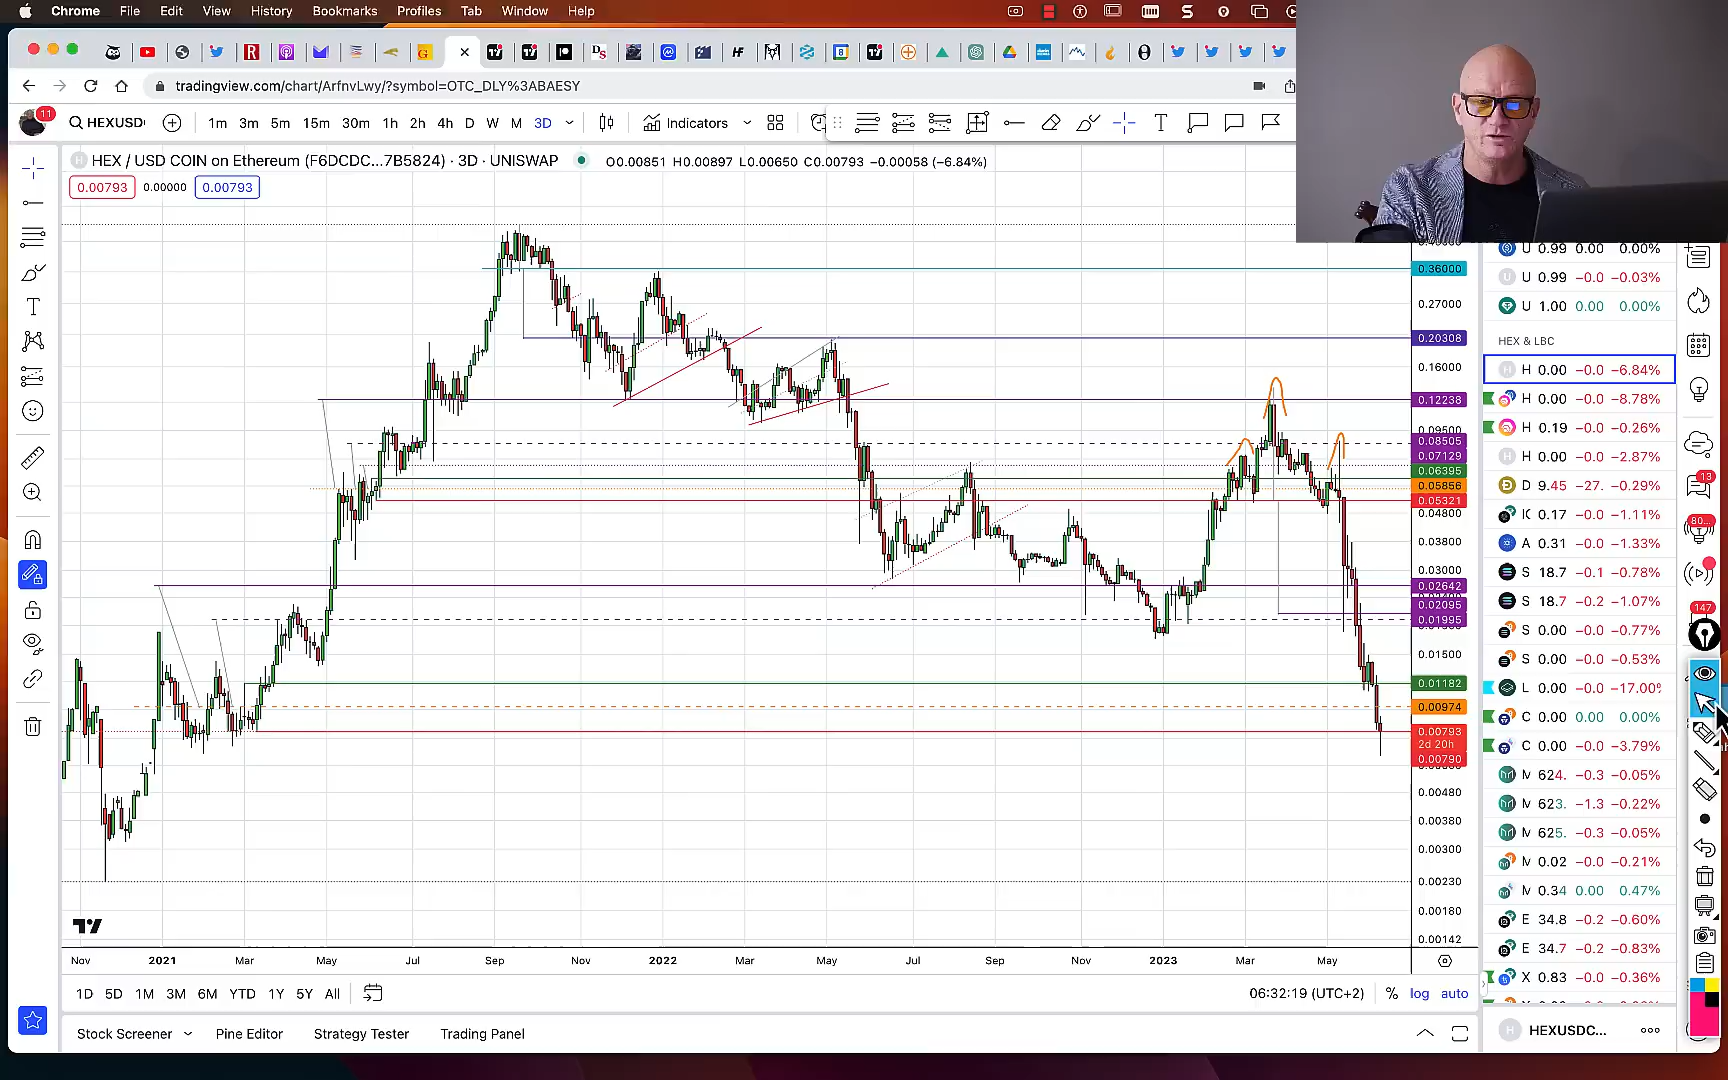 Chrome File Edit View History Bookmarks Profiles Tab Window Help
tradingview.com/chart/ArfnvLwy/?symbol=OTC_DLY%3ABAESY
11
HEXUSD 1m 3m 5m 15m 30m 1h 2h 4h D W M 3D Indicators
HEX / USD COIN on Ethereum (F6DCDC...7B5824) · 3D · UNISWAP O0.00851 H0.00897 L0.00650 C0.00793 −0.00058 (−6.84%)
0.00793 0.00000 0.00793
0.36000
0.27000
0.20308
0.16000
0.12238
0.08505
0.07129
0.06395
0.05856
0.05321
0.04800
0.03800
0.03000
0.02642
0.02095
0.01995
0.01500
0.01182
0.00974
0.00793
2d 20h
0.00790
0.00480
0.00380
0.00300
0.00230
0.00180
0.00142
Nov 2021 Mar May Jul Sep Nov 2022 Mar May Jul Sep Nov 2023 Mar May
1D 5D 1M 3M 6M YTD 1Y 5Y All 06:32:19 (UTC+2) % log auto
Stock Screener Pine Editor Strategy Tester Trading Panel
U 0.99 0.00 0.00%
U 0.99 −0.0 −0.03%
U 1.00 0.00 0.00%
HEX & LBC
H 0.00 −0.0 −6.84%
H 0.00 −0.0 −8.78%
H 0.19 −0.0 −0.26%
H 0.00 −0.0 −2.87%
D 9.45 −27. −0.29%
0.17 −0.0 −1.11%
A 0.31 −0.0 −1.33%
S 18.7 −0.1 −0.78%
S 18.7 −0.2 −1.07%
S 0.00 −0.0 −0.77%
S 0.00 −0.0 −0.53%
L 0.00 −0.0 −17.00%
C 0.00 0.00 0.00%
C 0.00 −0.0 −3.79%
M 624. −0.3 −0.05%
M 623. −1.3 −0.22%
M 625. −0.3 −0.05%
M 0.02 −0.0 −0.21%
M 0.34 0.00 0.47%
E 34.8 −0.2 −0.60%
E 34.7 −0.2 −0.83%
X 0.83 −0.0 −0.36%
HEXUSDC...
13
80...
147